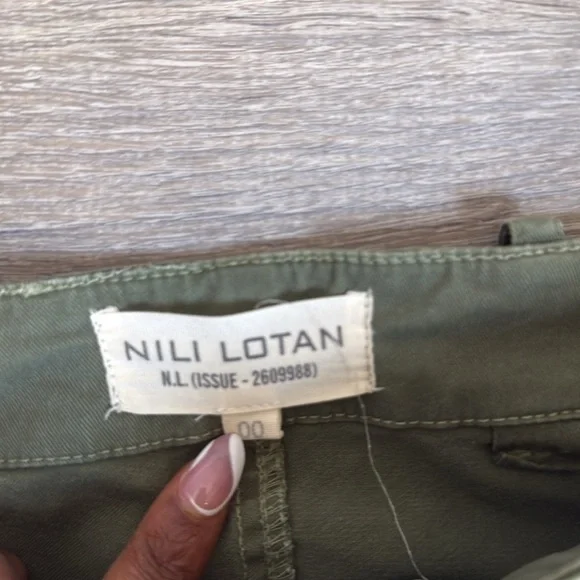 NILI LOTAN
N.L. (ISSUE - 2609988)
00